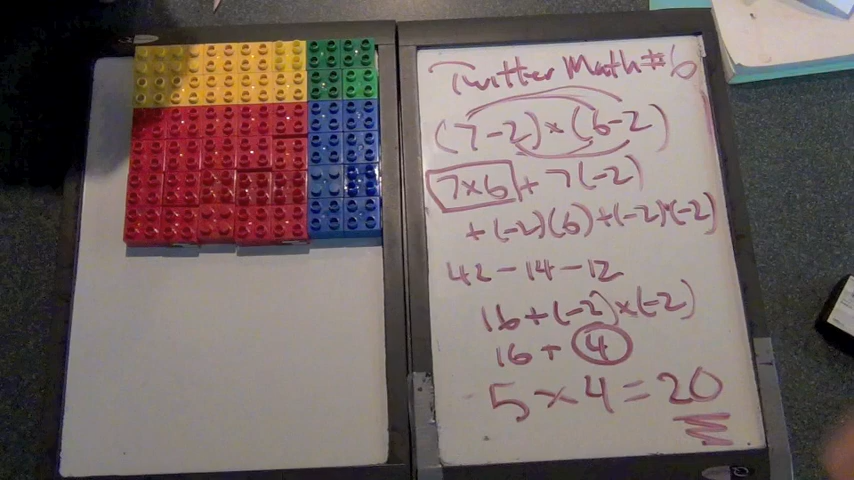 Twitter Math #6
(7-2)×(6-2)
7×6 + 7(-2)
+(-2)(6)+(-2)×(-2)
42-14-12
16+(-2)×(-2)
16 + 4
5×4=20